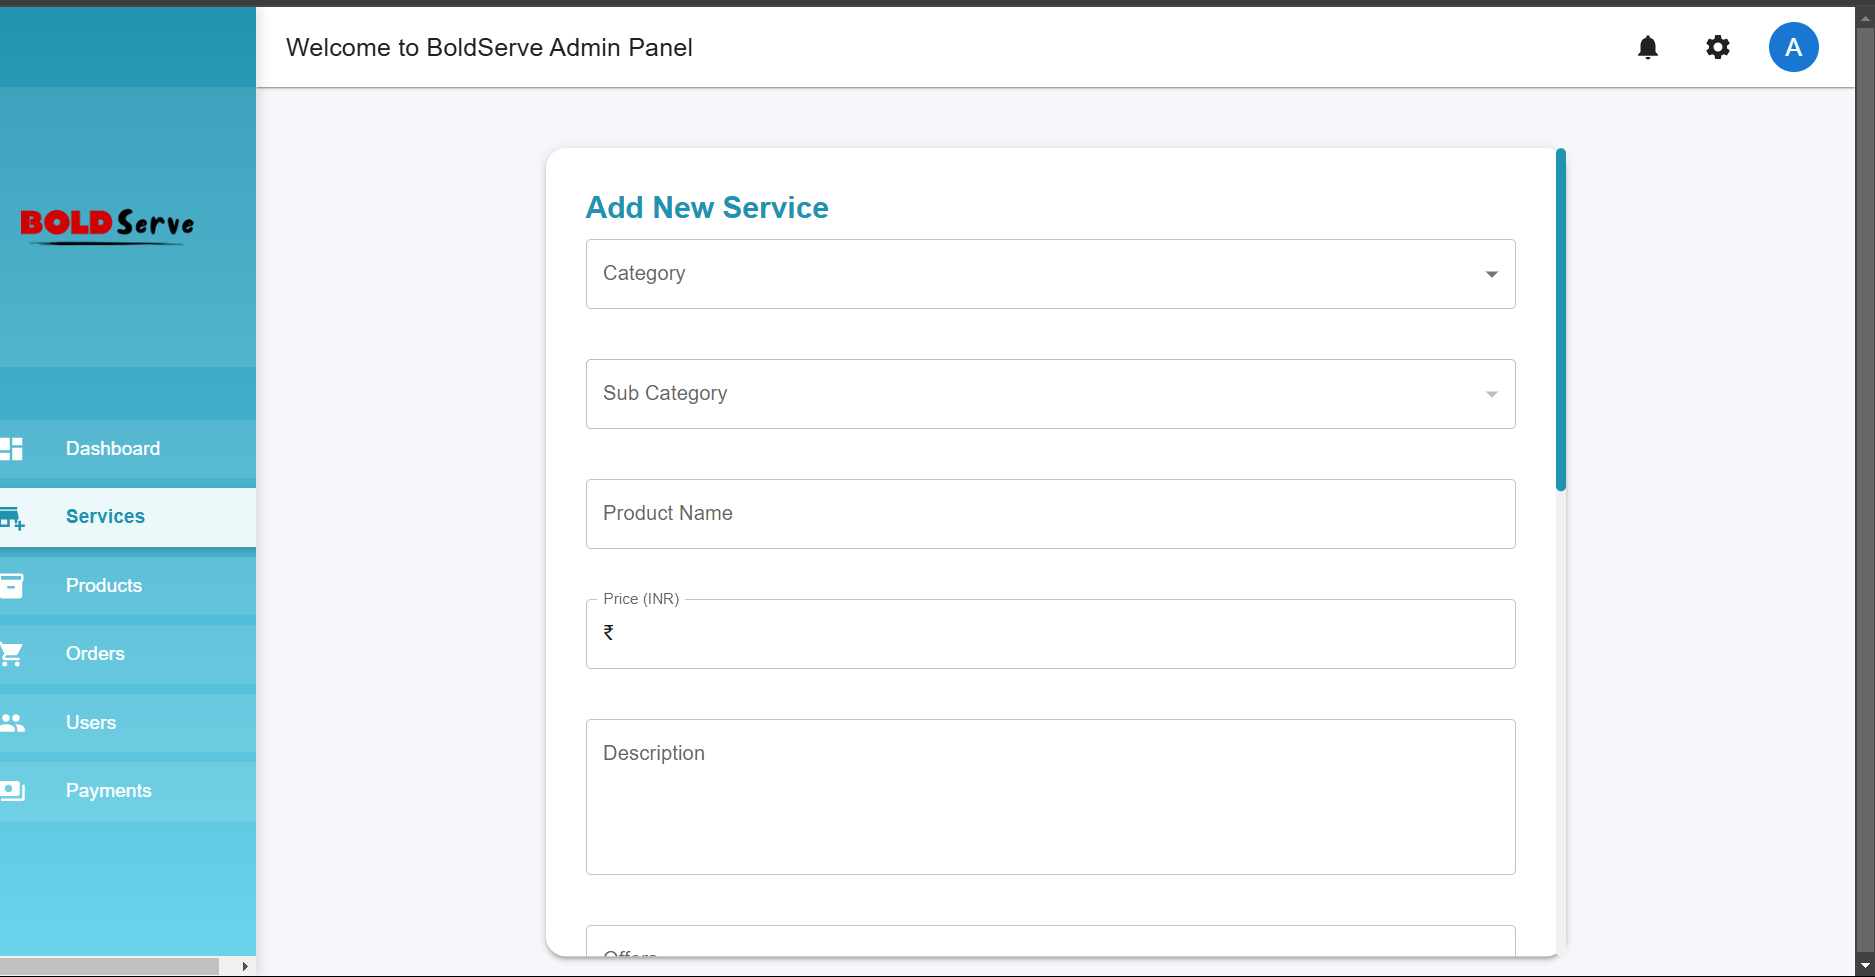 Welcome to BoldServe Admin Panel
A
BOLD Serve
Dashboard
Services
Products
Orders
Users
Payments
Add New Service
Category
Sub Category
Product Name
Price (INR)
₹
Description
Offers